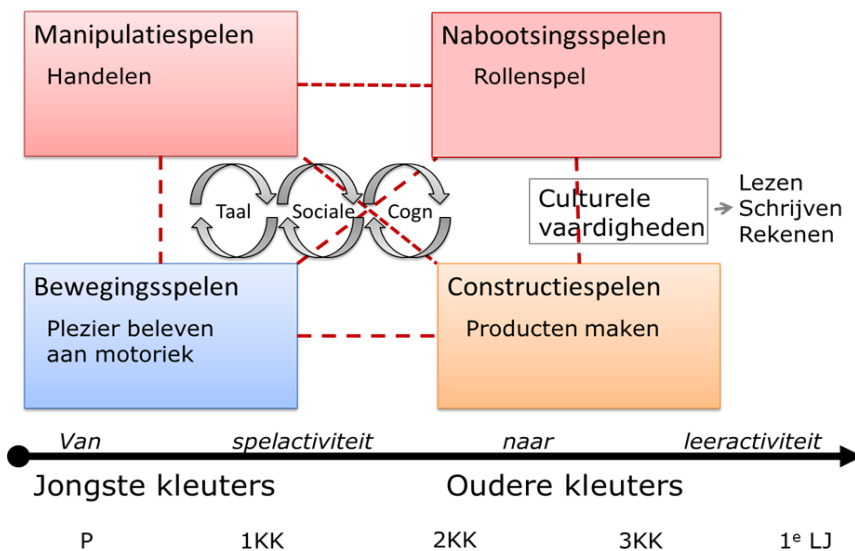 Manipulatiespelen
Handelen
Nabootsingsspelen
Rollenspel
Taal
Sociale
Cogn
Culturele
vaardigheden
Lezen
Schrijven
Rekenen
Bewegingsspelen
Plezier beleven
aan motoriek
Constructiespelen
Producten maken
Van spelactiviteit naar leeractiviteit
Jongste kleuters Oudere kleuters
P 1KK 2KK 3KK 1e LJ